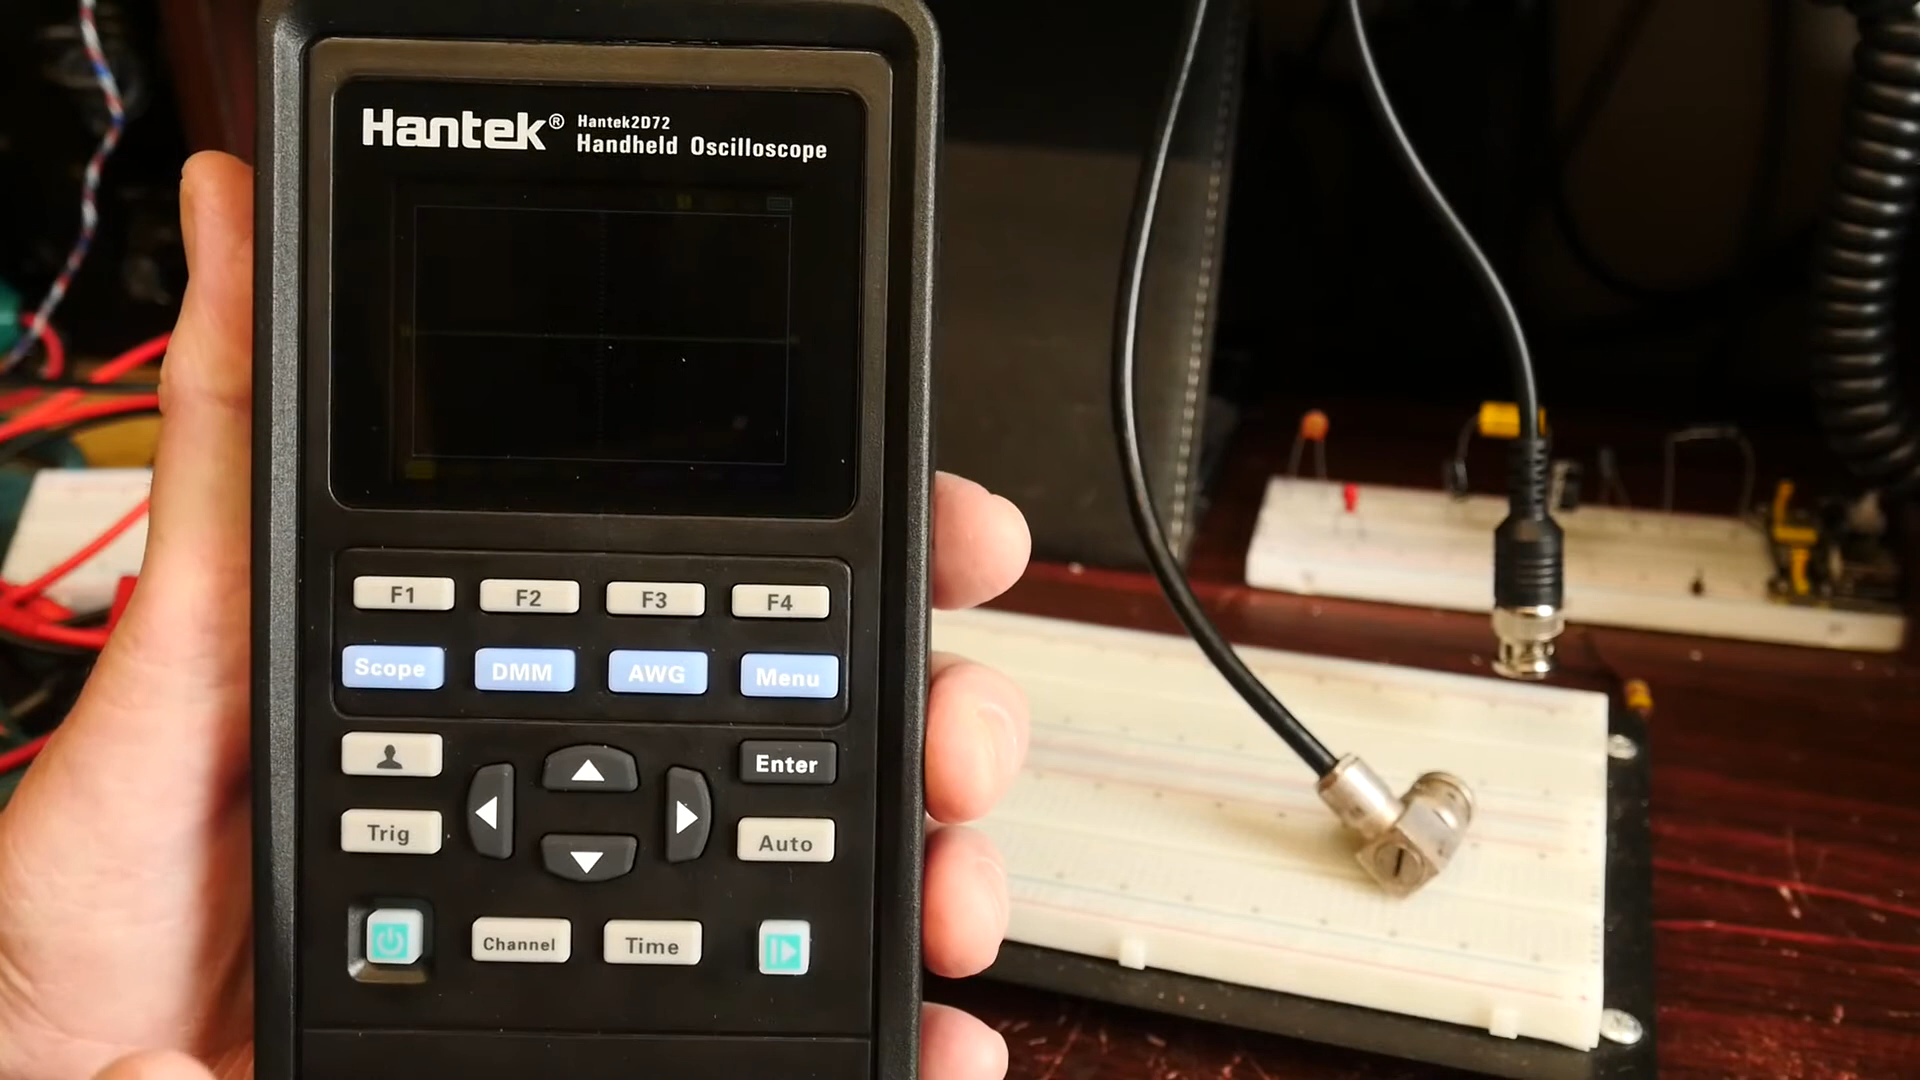 Hantek®
Hantek2D72
Handheld Oscilloscope
F1 F2 F3 F4
Scope DMM AWG Menu
Enter
Trig
Auto
Channel Time